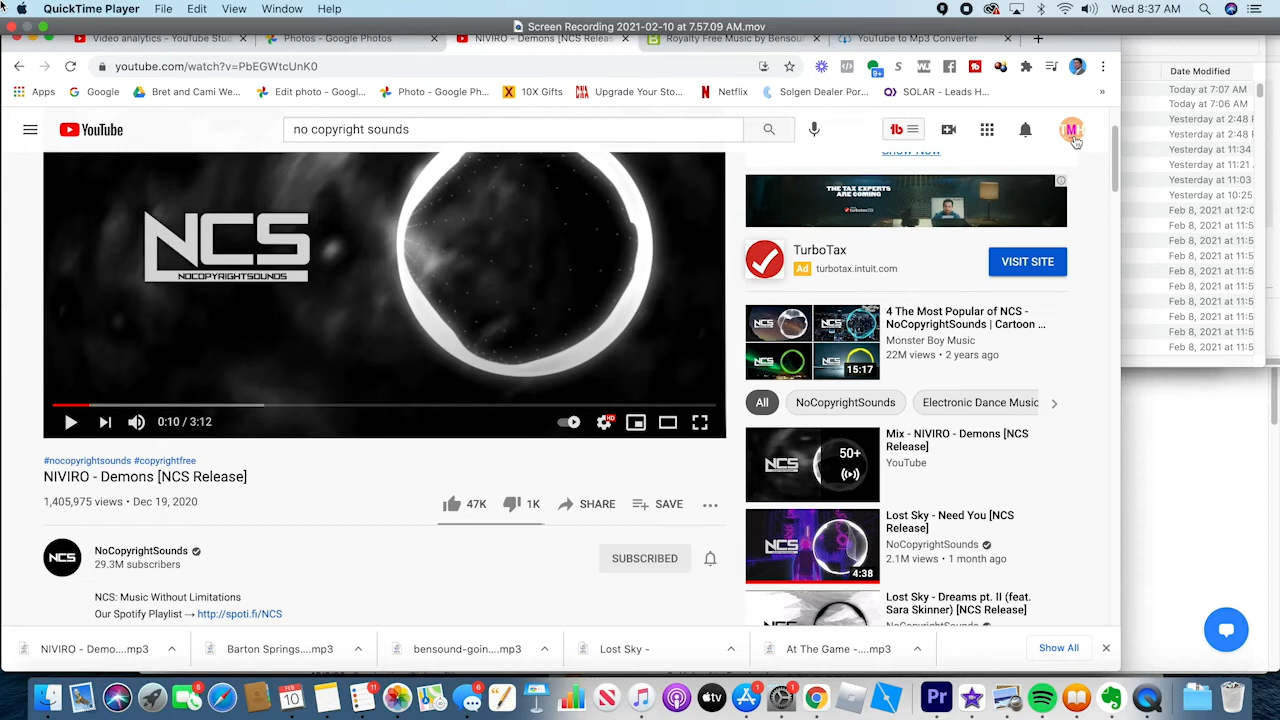 QuickTime Player File Edit View Window Help
Wed 8:37 AM
Screen Recording 2021-02-10 at 7.57.09 AM.mov
Video analytics - YouTube Stu
Photos - Google Photos
NIVIRO - Demons [NCS Relea
Royalty Free Music by Bensou
YouTube to Mp3 Converter
youtube.com/watch?v=PbEGWtcUnK0
9+
Apps
Google
Bret and Cami We...
Edit photo - Googl...
Photo - Google Ph...
10X Gifts
Upgrade Your Sto...
Netflix
Solgen Dealer Por...
SOLAR - Leads H...
»
YouTube
no copyright sounds
tb
Show Now
NCS
NOCOPYRIGHTSOUNDS
0:10 / 3:12
HD
#nocopyrightsounds #copyrightfree
NIVIRO - Demons [NCS Release]
1,405,975 views • Dec 19, 2020
47K
1K
SHARE
SAVE
NCS
NoCopyrightSounds
29.3M subscribers
SUBSCRIBED
NCS: Music Without Limitations
Our Spotify Playlist → http://spoti.fi/NCS
THE TAX EXPERTS
ARE COMING
turbotax
TurboTax
Ad turbotax.intuit.com
VISIT SITE
4 The Most Popular of NCS -
NoCopyrightSounds | Cartoon ...
Monster Boy Music
22M views • 2 years ago
15:17
All
NoCopyrightSounds
Electronic Dance Music
Mix - NIVIRO - Demons [NCS
Release]
YouTube
NCS
50+
Lost Sky - Need You [NCS
Release]
NoCopyrightSounds
2.1M views • 1 month ago
NCS
4:38
Lost Sky - Dreams pt. II (feat.
Sara Skinner) [NCS Release]
NoCopyrightSounds
NIVIRO - Demo....mp3
Barton Springs....mp3
bensound-goin....mp3
Lost Sky -
At The Game -....mp3
Show All
Date Modified
Today at 7:07 AM
Today at 7:06 AM
Yesterday at 2:48
Yesterday at 2:48
Yesterday at 11:34
Yesterday at 11:21
Yesterday at 11:03
Yesterday at 10:25
Feb 8, 2021 at 12:0
Feb 8, 2021 at 11:5
Feb 8, 2021 at 11:5
Feb 8, 2021 at 11:5
Feb 8, 2021 at 11:5
Feb 8, 2021 at 11:5
Feb 8, 2021 at 11:5
Feb 8, 2021 at 11:5
Feb 8, 2021 at 11:5
Feb 8, 2021 at 11:5
FEB
10
tv
Pr